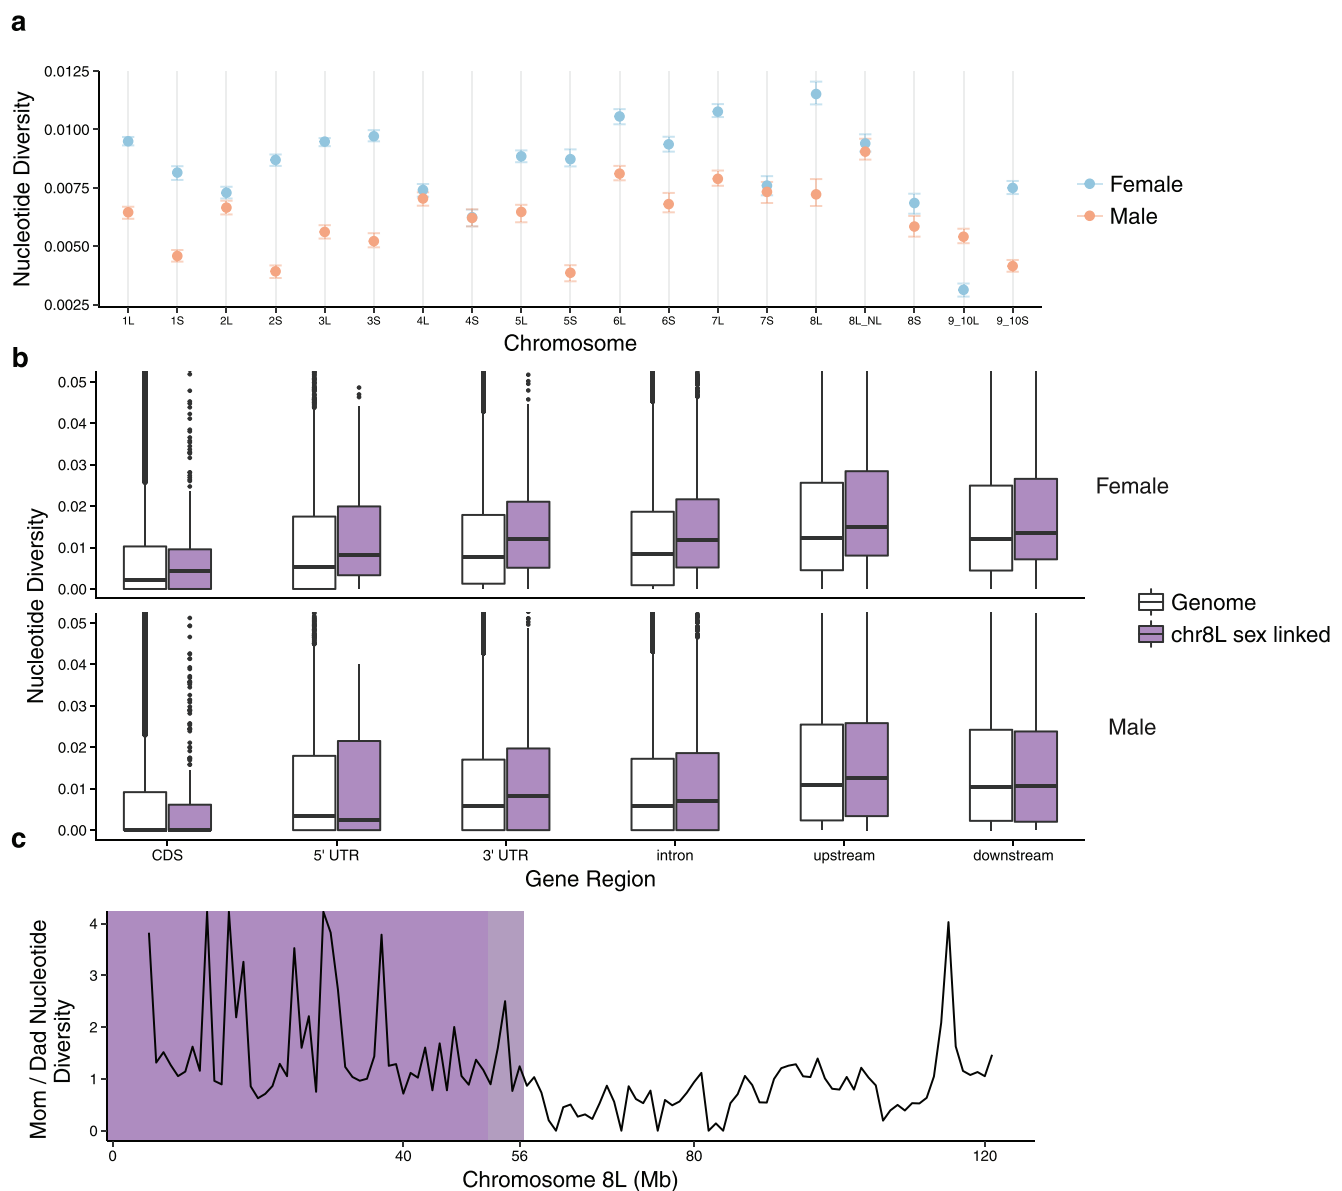 a
Nucleotide Diversity
0.0125
0.0100
0.0075
0.0050
0.0025
1L 1S 2L 2S 3L 3S 4L 4S 5L 5S 6L 6S 7L 7S 8L 8L_NL 8S 9_10L 9_10S
Chromosome
Female
Male
b
Nucleotide Diversity
0.05
0.04
0.03
0.02
0.01
0.00
Female
0.05
0.04
0.03
0.02
0.01
0.00
Male
Genome
chr8L sex linked
CDS 5' UTR 3' UTR intron upstream downstream
Gene Region
c
Mom / Dad Nucleotide
Diversity
4
3
2
1
0
0 40 56 80 120
Chromosome 8L (Mb)